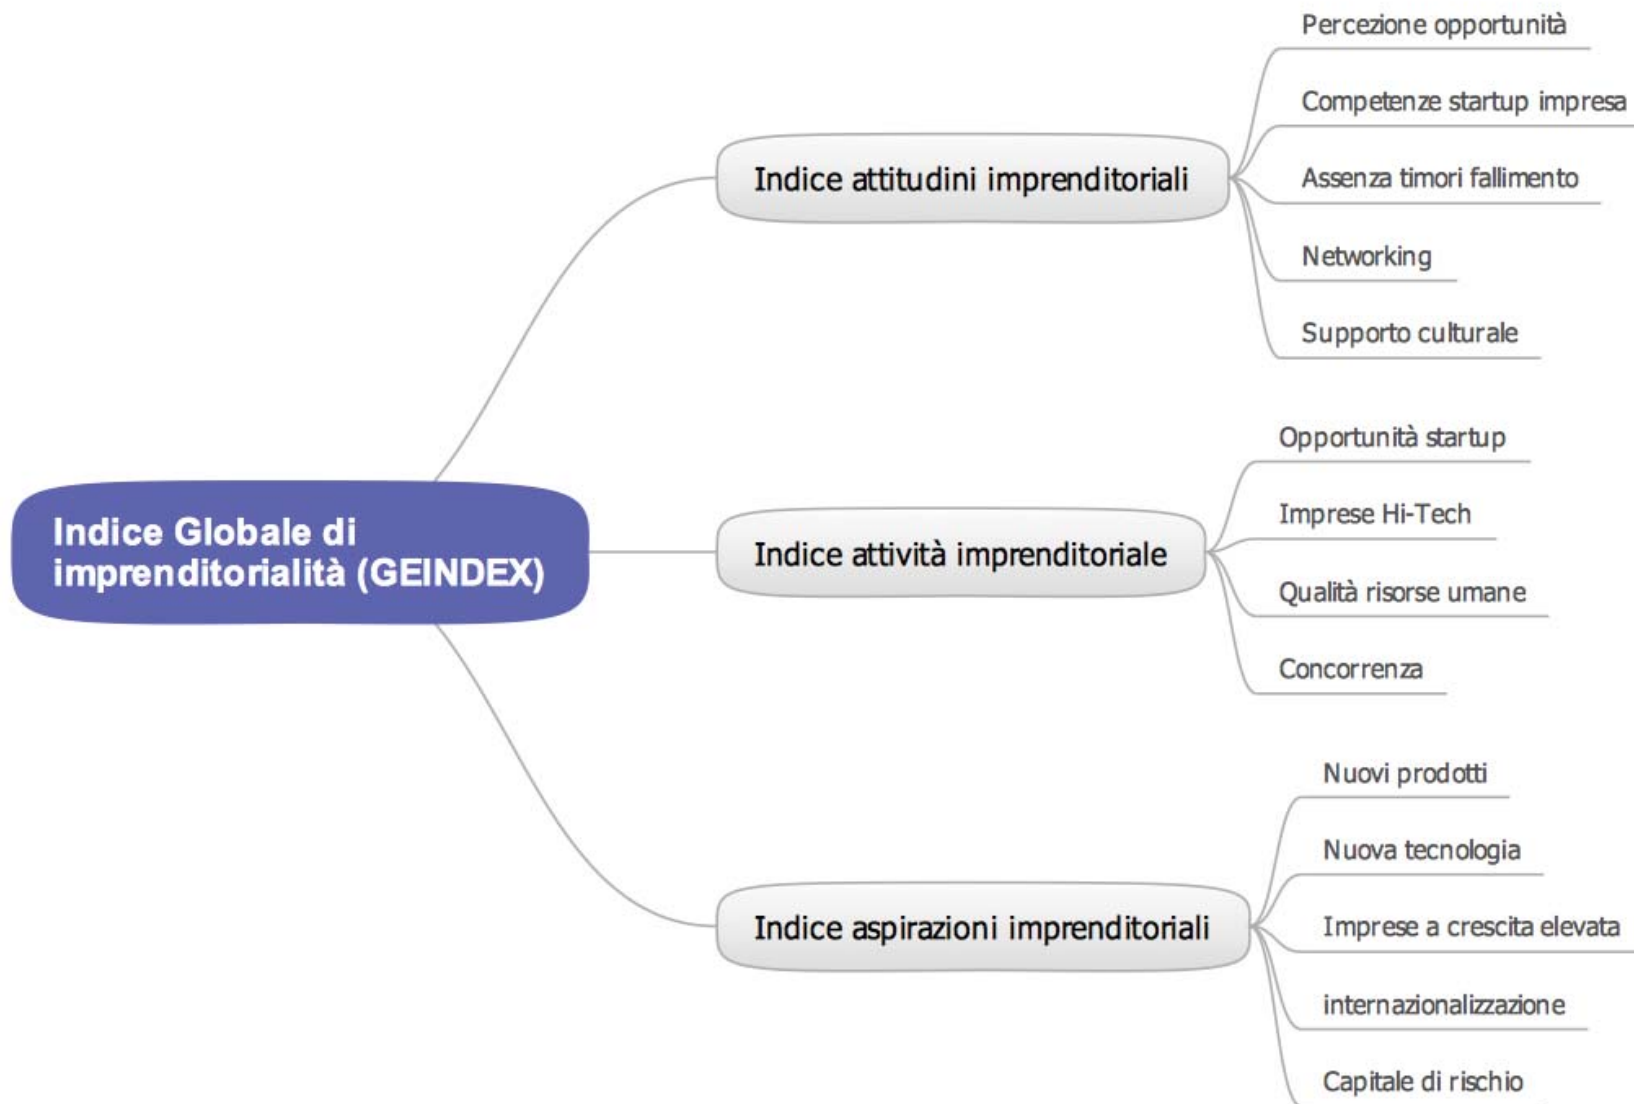 Indice Globale di
imprenditorialità (GEINDEX)
Indice attitudini imprenditoriali
Percezione opportunità
Competenze startup impresa
Assenza timori fallimento
Networking
Supporto culturale
Indice attività imprenditoriale
Opportunità startup
Imprese Hi-Tech
Qualità risorse umane
Concorrenza
Indice aspirazioni imprenditoriali
Nuovi prodotti
Nuova tecnologia
Imprese a crescita elevata
internazionalizzazione
Capitale di rischio